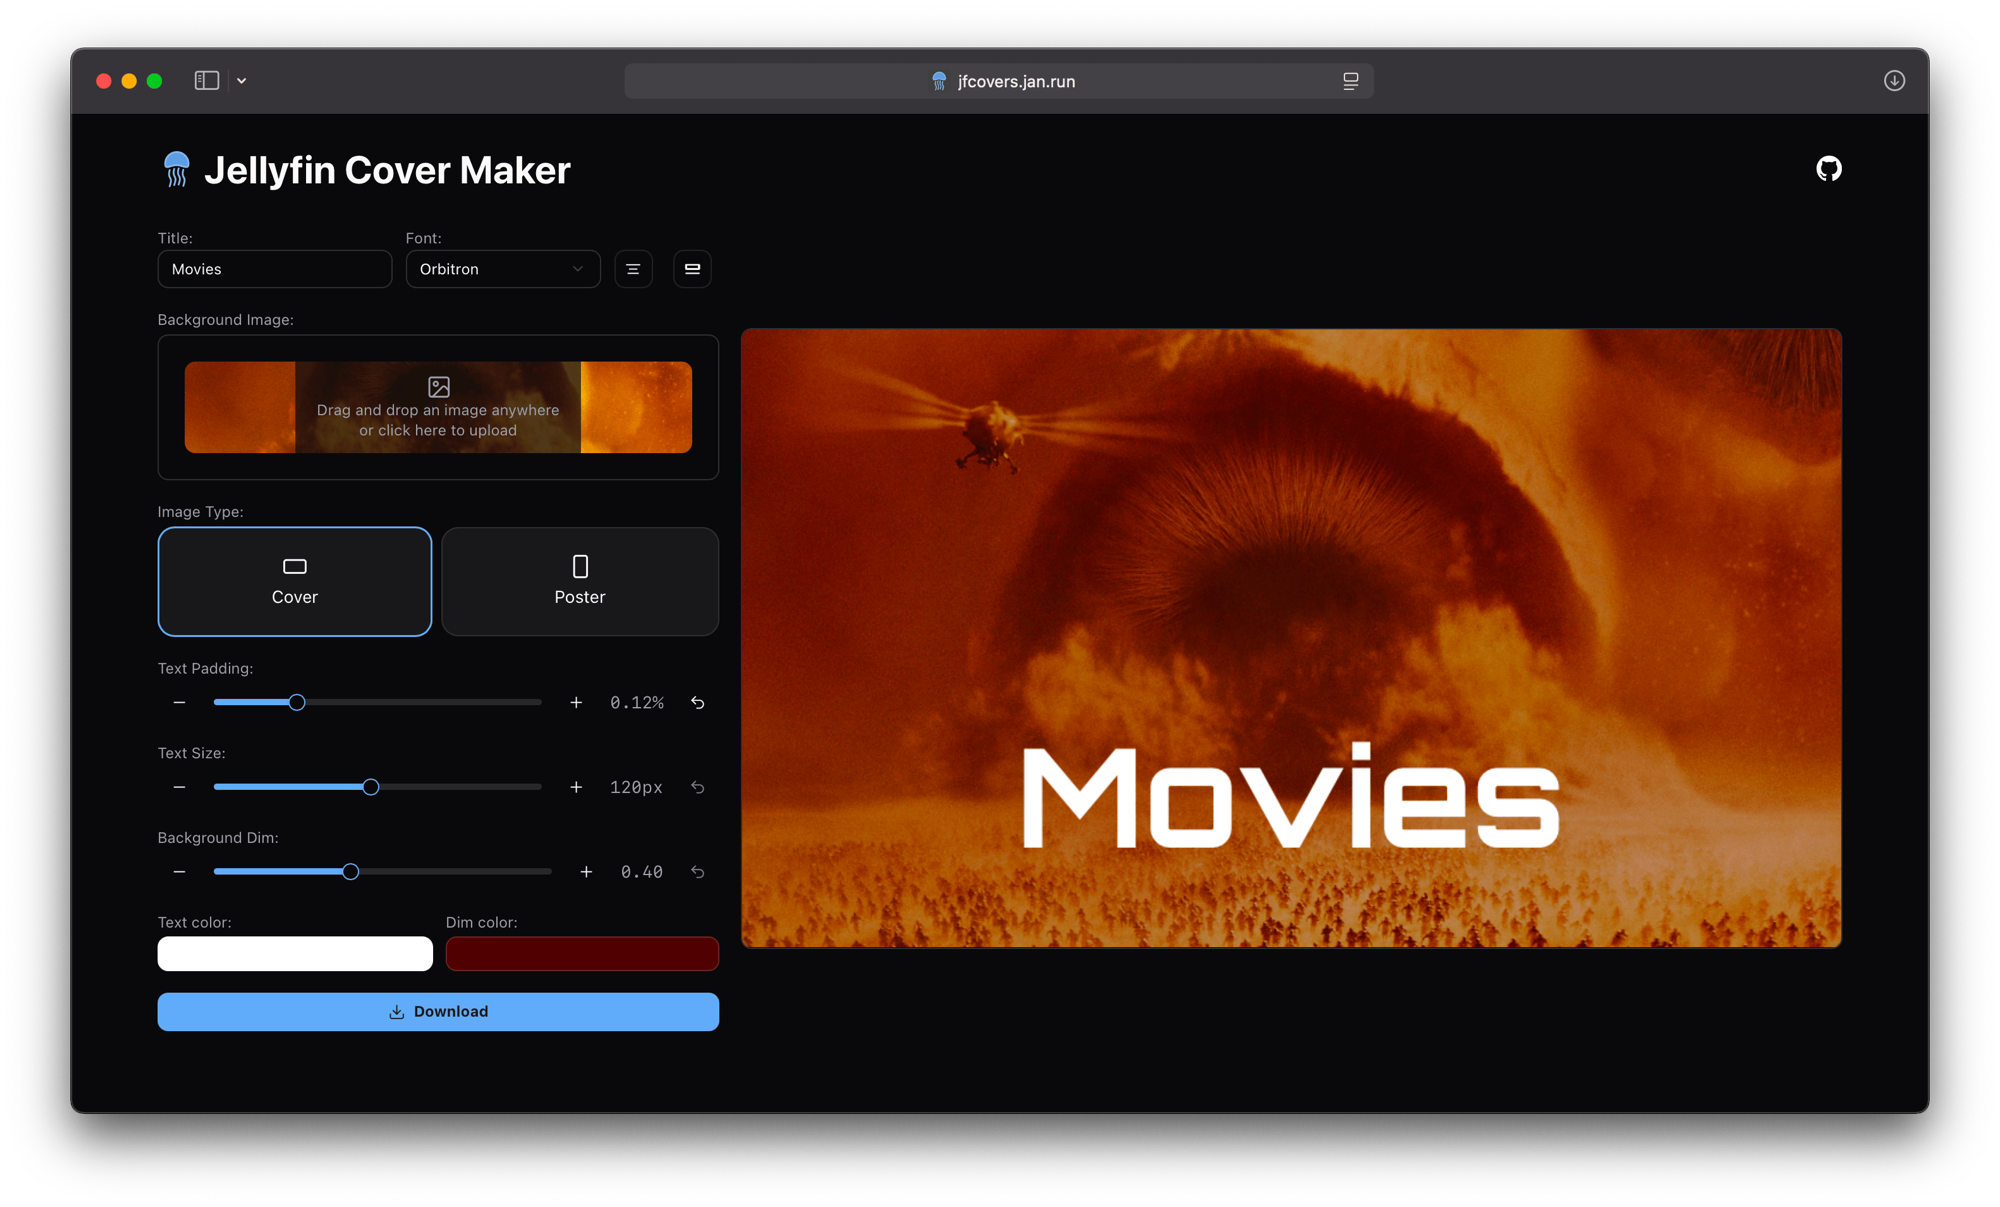 jfcovers.jan.run
Jellyfin Cover Maker
Title:
Font:
Movies
Orbitron
Background Image:
Drag and drop an image anywhere
or click here to upload
Image Type:
Cover
Poster
Text Padding:
0.12%
Text Size:
120px
Background Dim:
0.40
Text color:
Dim color:
Download
Movies